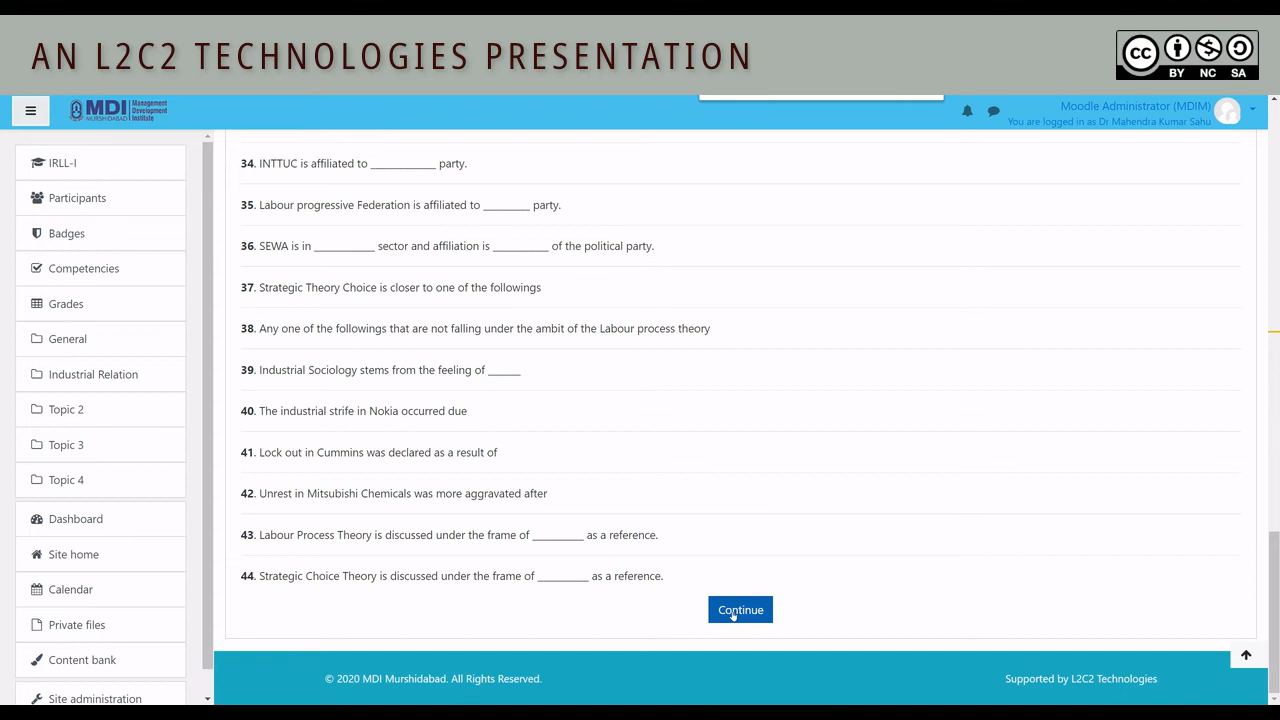 AN L2C2 TECHNOLOGIES PRESENTATION
CC BY NC SA
MDI Management Development Institute
MURSHIDABAD
Moodle Administrator (MDIM)
You are logged in as Dr Mahendra Kumar Sahu
IRLL-I
Participants
Badges
Competencies
Grades
General
Industrial Relation
Topic 2
Topic 3
Topic 4
Dashboard
Site home
Calendar
Private files
Content bank
Site administration
34. INTTUC is affiliated to _____________ party.
35. Labour progressive Federation is affiliated to _________ party.
36. SEWA is in ____________ sector and affiliation is ___________ of the political party.
37. Strategic Theory Choice is closer to one of the followings
38. Any one of the followings that are not falling under the ambit of the Labour process theory
39. Industrial Sociology stems from the feeling of ______
40. The industrial strife in Nokia occurred due
41. Lock out in Cummins was declared as a result of
42. Unrest in Mitsubishi Chemicals was more aggravated after
43. Labour Process Theory is discussed under the frame of __________ as a reference.
44. Strategic Choice Theory is discussed under the frame of __________ as a reference.
Continue
© 2020 MDI Murshidabad. All Rights Reserved.
Supported by L2C2 Technologies